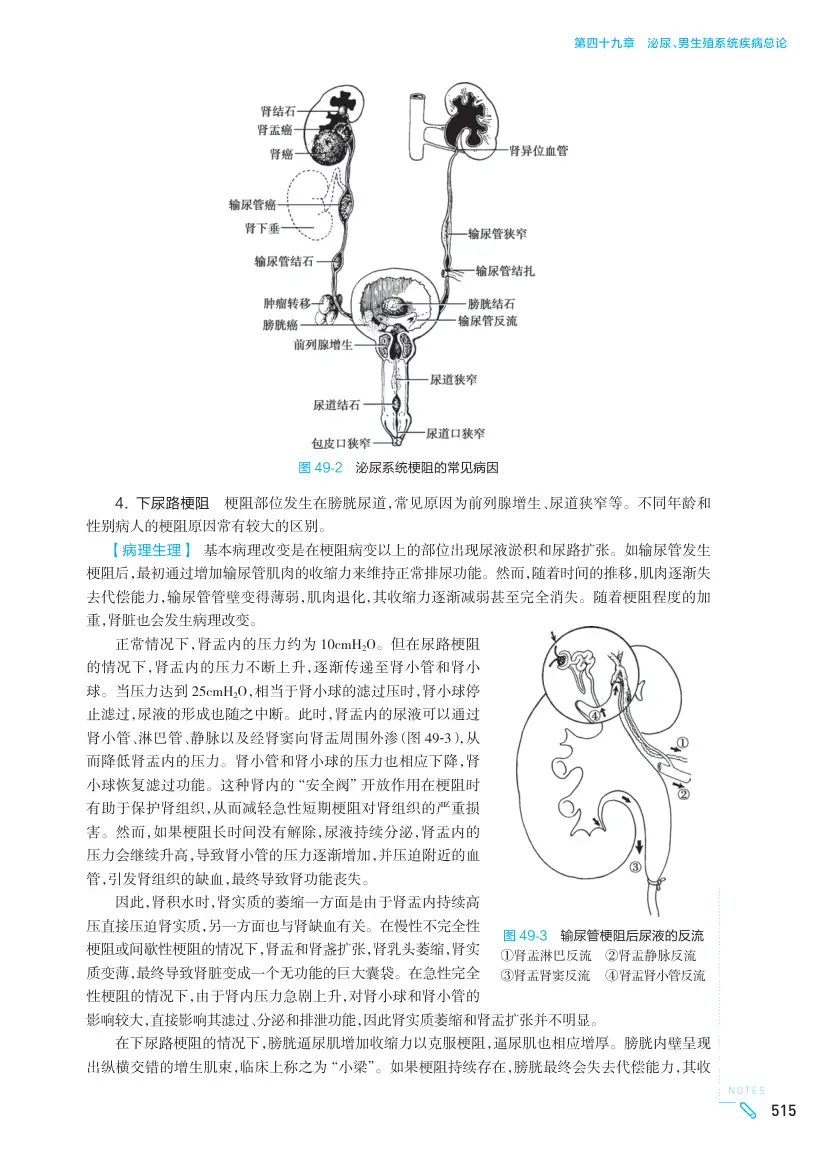 第四十九章 泌尿、男生殖系统疾病总论
肾结石
肾盂癌
肾癌
肾异位血管
输尿管癌
肾下垂
输尿管狭窄
输尿管结石
输尿管结扎
肿瘤转移
膀胱结石
膀胱癌
输尿管反流
前列腺增生
尿道狭窄
尿道结石
尿道口狭窄
包皮口狭窄
图 49-2 泌尿系统梗阻的常见病因
4. 下尿路梗阻 梗阻部位发生在膀胱尿道，常见原因为前列腺增生、尿道狭窄等。不同年龄和
性别病人的梗阻原因常有较大的区别。
【病理生理】 基本病理改变是在梗阻病变以上的部位出现尿液淤积和尿路扩张。如输尿管发生
梗阻后，最初通过增加输尿管肌肉的收缩力来维持正常排尿功能。然而，随着时间的推移，肌肉逐渐失
去代偿能力，输尿管管壁变得薄弱，肌肉退化，其收缩力逐渐减弱甚至完全消失。随着梗阻程度的加
重，肾脏也会发生病理改变。
正常情况下，肾盂内的压力约为 10cmH₂O。但在尿路梗阻
的情况下，肾盂内的压力不断上升，逐渐传递至肾小管和肾小
球。当压力达到 25cmH₂O，相当于肾小球的滤过压时，肾小球停
止滤过，尿液的形成也随之中断。此时，肾盂内的尿液可以通过
肾小管、淋巴管、静脉以及经肾窦向肾盂周围外渗（图 49-3），从
而降低肾盂内的压力。肾小管和肾小球的压力也相应下降，肾
小球恢复滤过功能。这种肾内的“安全阀”开放作用在梗阻时
有助于保护肾组织，从而减轻急性短期梗阻对肾组织的严重损
害。然而，如果梗阻长时间没有解除，尿液持续分泌，肾盂内的
压力会继续升高，导致肾小管的压力逐渐增加，并压迫附近的血
管，引发肾组织的缺血，最终导致肾功能丧失。
因此，肾积水时，肾实质的萎缩一方面是由于肾盂内持续高
压直接压迫肾实质，另一方面也与肾缺血有关。在慢性不完全性
梗阻或间歇性梗阻的情况下，肾盂和肾盏扩张，肾乳头萎缩，肾实
质变薄，最终导致肾脏变成一个无功能的巨大囊袋。在急性完全
性梗阻的情况下，由于肾内压力急剧上升，对肾小球和肾小管的
影响较大，直接影响其滤过、分泌和排泄功能，因此肾实质萎缩和肾盂扩张并不明显。
④
①
②
③
图 49-3 输尿管梗阻后尿液的反流
①肾盂淋巴反流 ②肾盂静脉反流
③肾盂肾窦反流 ④肾盂肾小管反流
在下尿路梗阻的情况下，膀胱逼尿肌增加收缩力以克服梗阻，逼尿肌也相应增厚。膀胱内壁呈现
出纵横交错的增生肌束，临床上称之为“小梁”。如果梗阻持续存在，膀胱最终会失去代偿能力，其收
NOTES
515